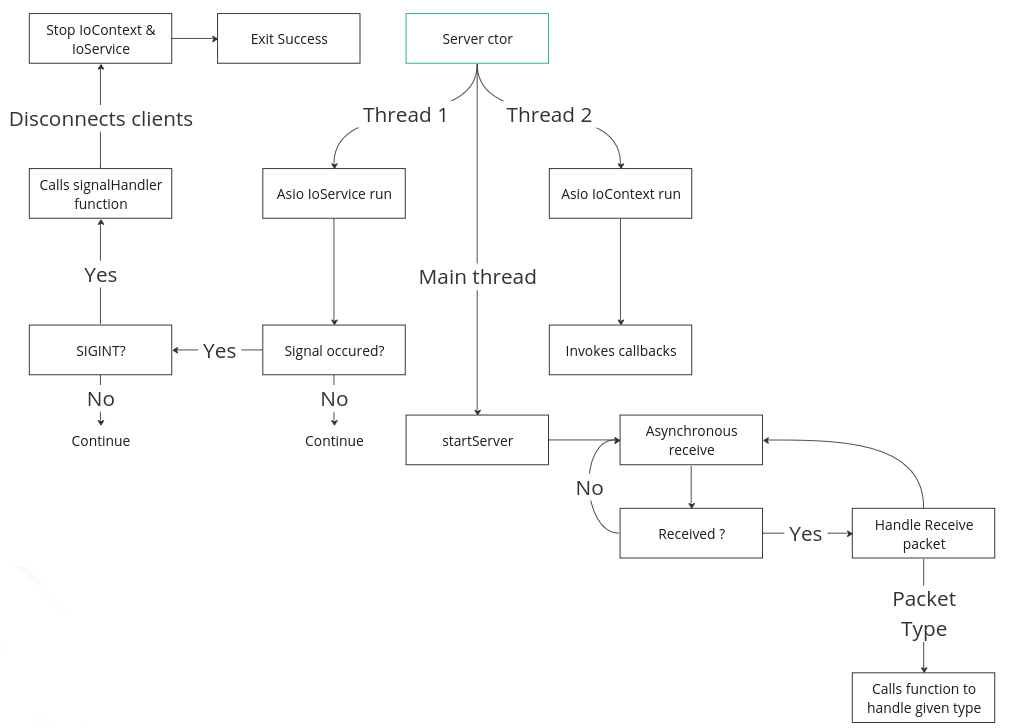 Stop IoContext &
IoService
Exit Success
Server ctor
Disconnects clients
Thread 1
Thread 2
Calls signalHandler
function
Asio IoService run
Asio IoContext run
Yes
Main thread
SIGINT?
Yes
Signal occured?
Invokes callbacks
No
No
Continue
Continue
startServer
Asynchronous
receive
No
Received ?
Yes
Handle Receive
packet
Packet
Type
Calls function to
handle given type